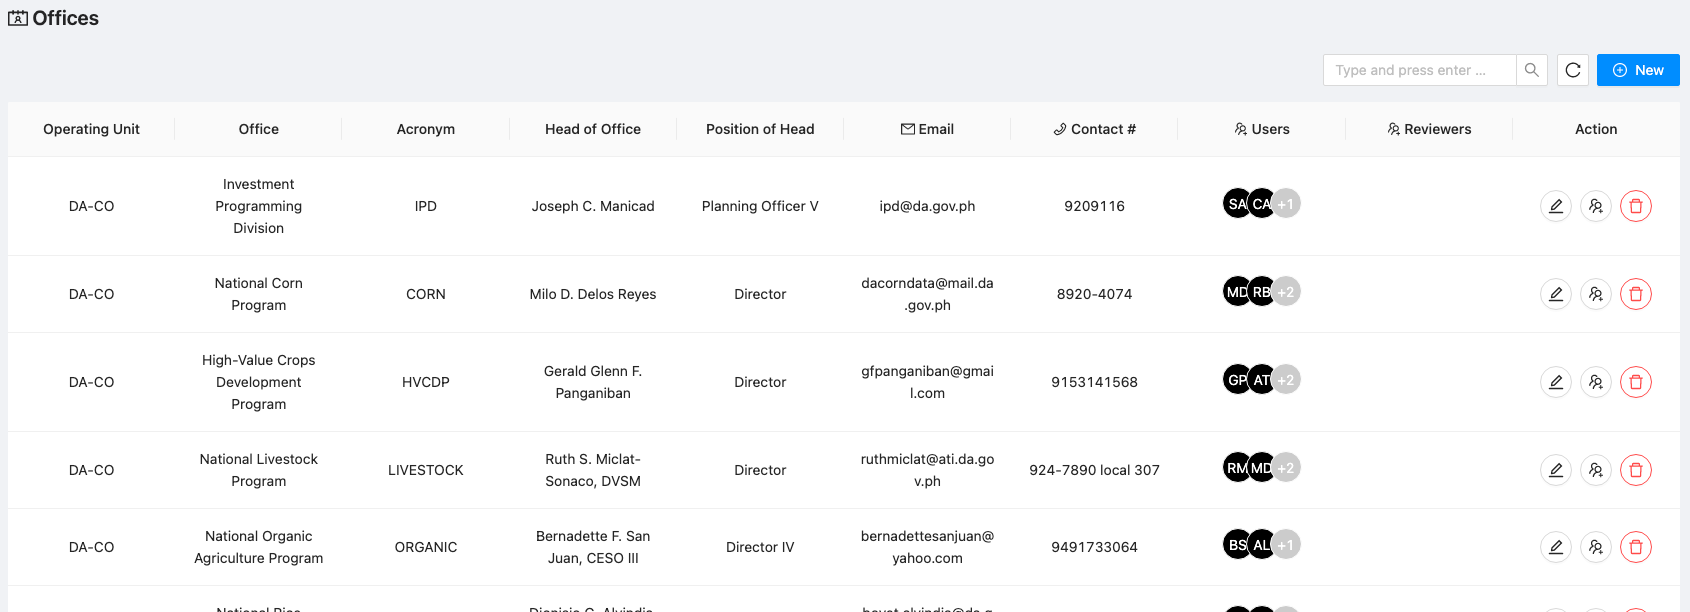 Offices
Type and press enter ...
New
Operating Unit Office Acronym Head of Office Position of Head Email Contact # Users Reviewers Action
Investment
DA-CO Programming IPD Joseph C. Manicad Planning Officer V ipd@da.gov.ph 9209116 SA CA +1
Division
National Corn dacorndata@mail.da
DA-CO CORN Milo D. Delos Reyes Director 8920-4074 MD RB +2
Program .gov.ph
High-Value Crops Gerald Glenn F. gfpanganiban@gmai
DA-CO Development HVCDP Director 9153141568 GP AT +2
Program Panganiban l.com
National Livestock Ruth S. Miclat- ruthmiclat@ati.da.go
DA-CO LIVESTOCK Director 924-7890 local 307 RM MD +2
Program Sonaco, DVSM v.ph
National Organic Bernadette F. San bernadettesanjuan@
DA-CO ORGANIC Director IV 9491733064 BS AL +1
Agriculture Program Juan, CESO III yahoo.com